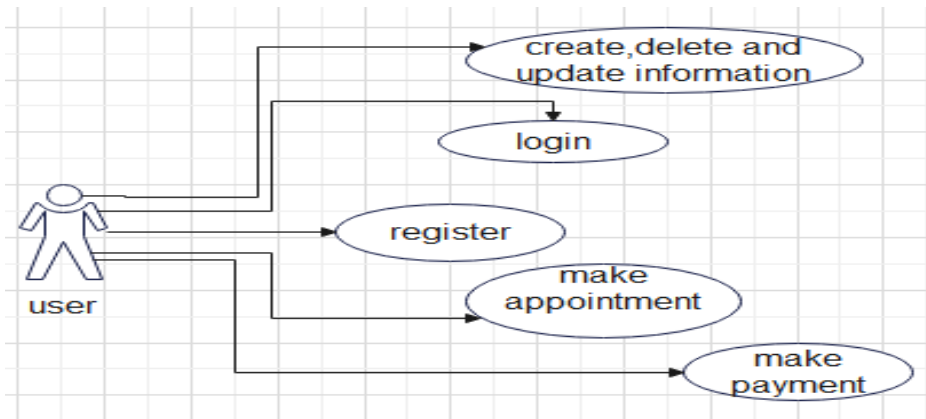 create,delete and
update information
login
register
user
make
appointment
make
payment